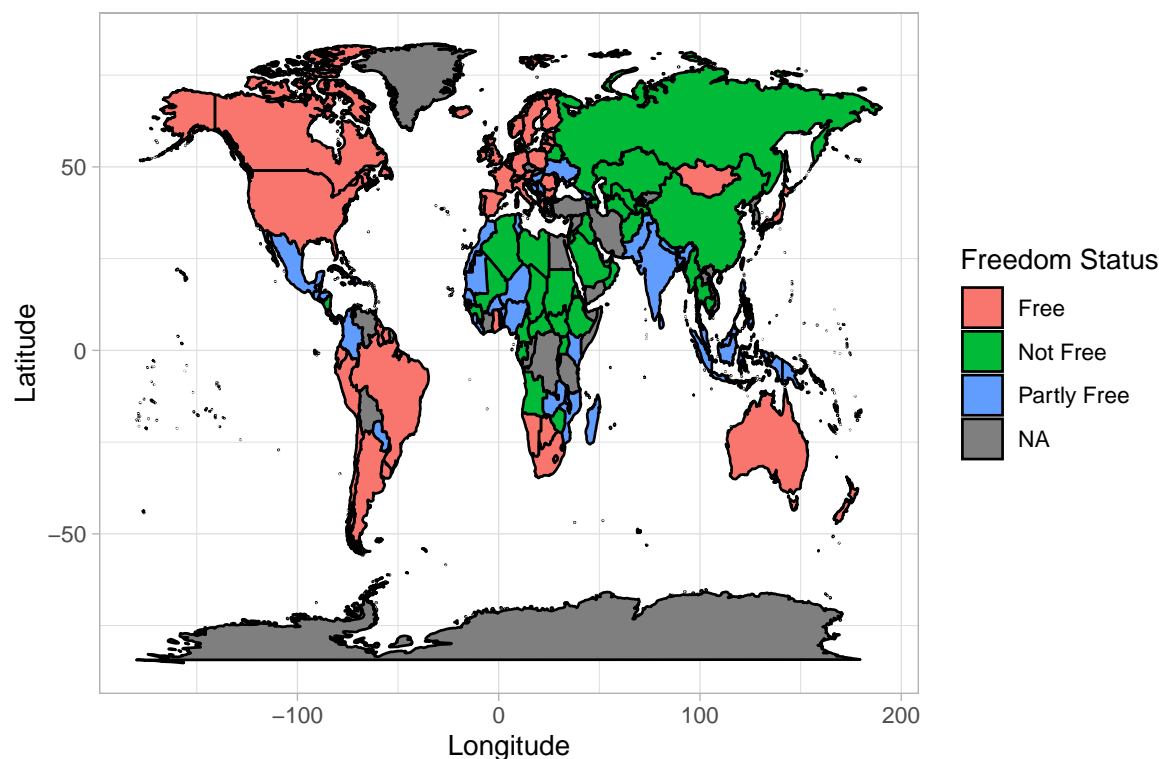 50
0
−50
Latitude
−100
0
100
200
Longitude
Freedom Status
Free
Not Free
Partly Free
NA